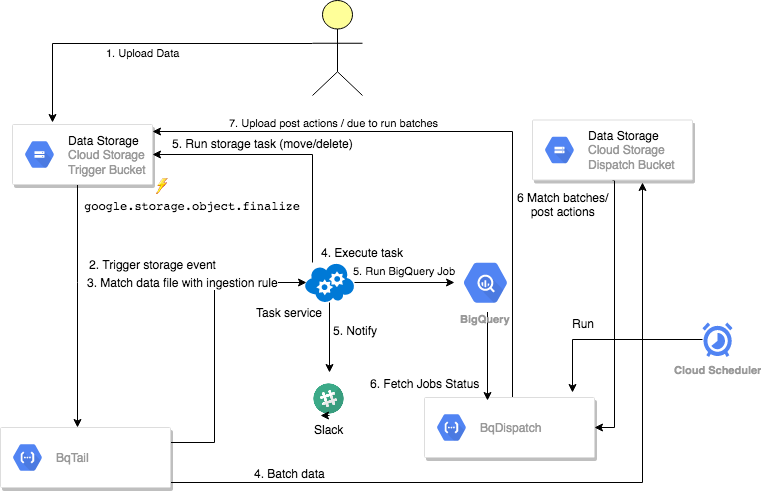 1. Upload Data
7. Upload post actions / due to run batches
Data Storage
Cloud Storage
Trigger Bucket
5. Run storage task (move/delete)
Data Storage
Cloud Storage
Dispatch Bucket
google.storage.object.finalize
6 Match batches/
post actions
4. Execute task
2. Trigger storage event
3. Match data file with ingestion rule
5. Run BigQuery Job
Task service
BigQuery
5. Notify
Run
Cloud Scheduler
6. Fetch Jobs Status
Slack
BqDispatch
BqTail
4. Batch data